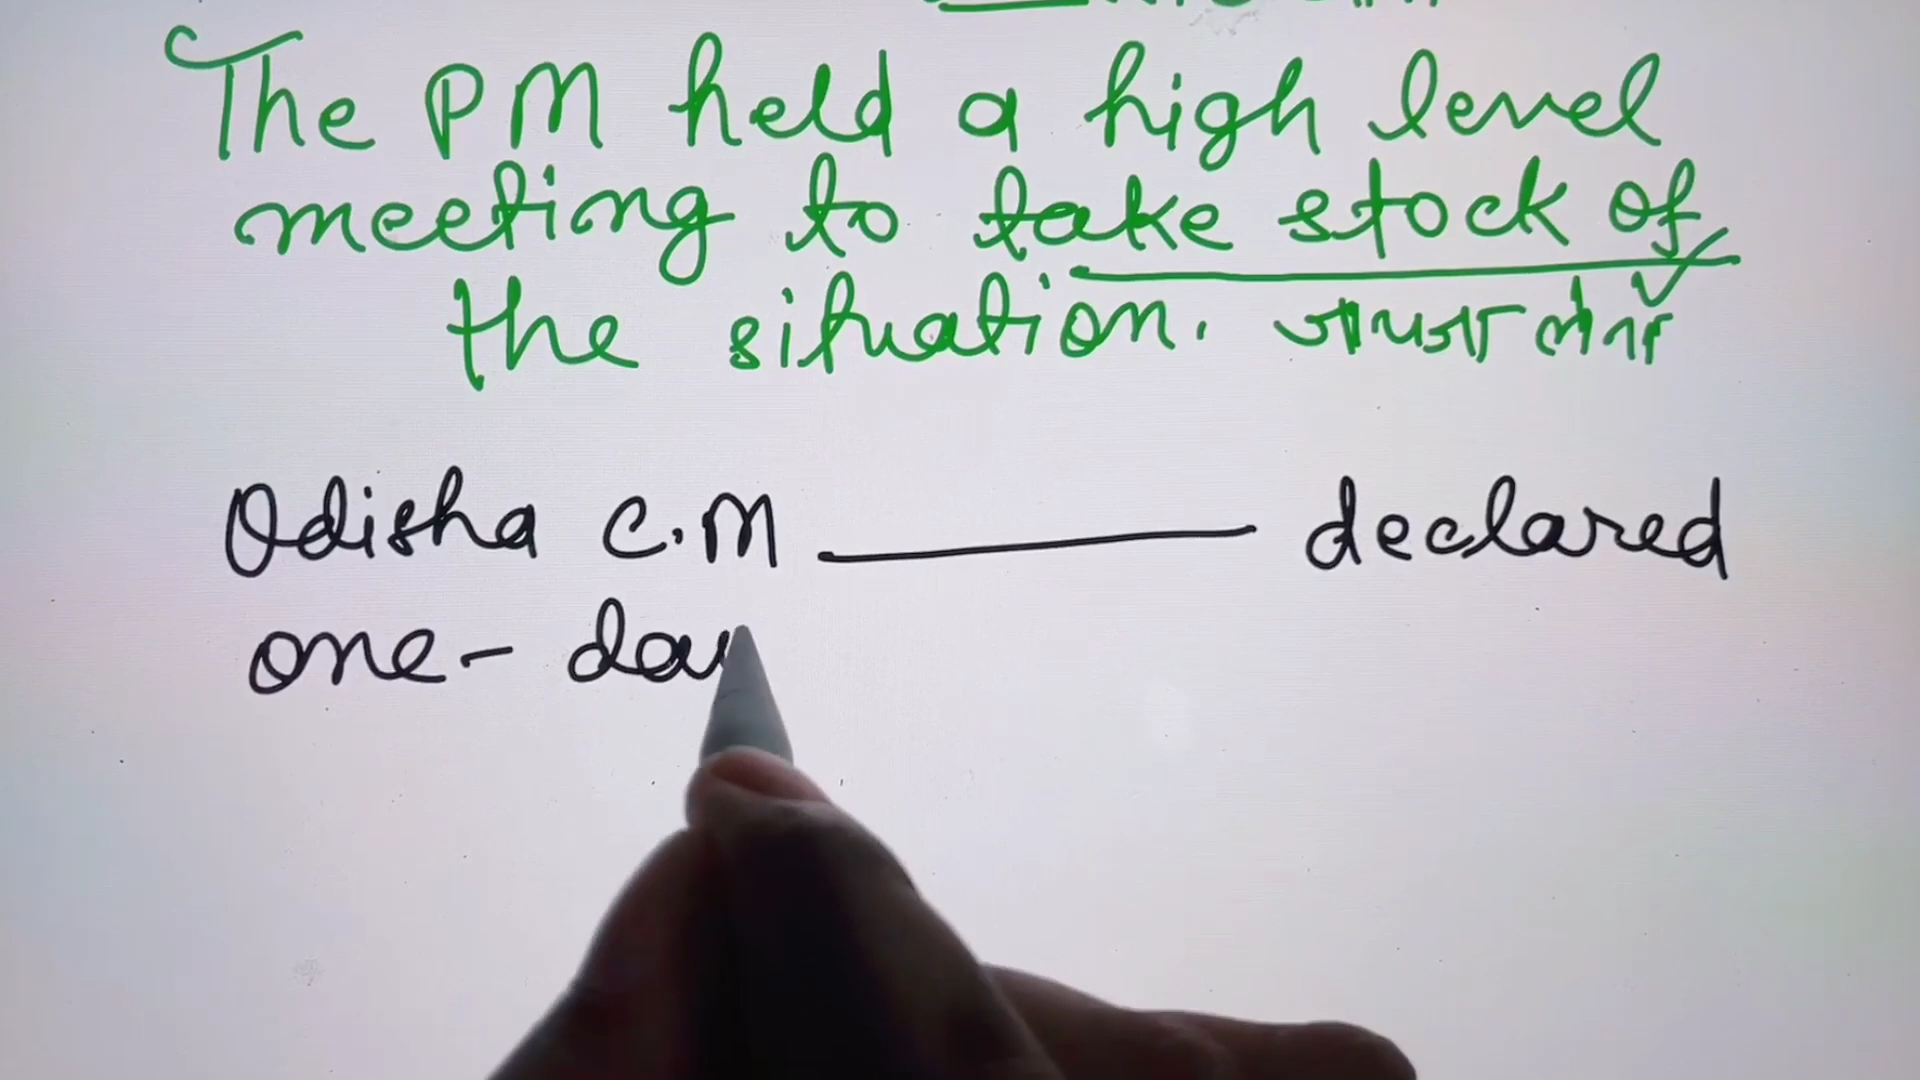 The PM held a high level
meeting to take stock of
the situation. जायजा लेना
Odisha C.M ______ declared
one-day